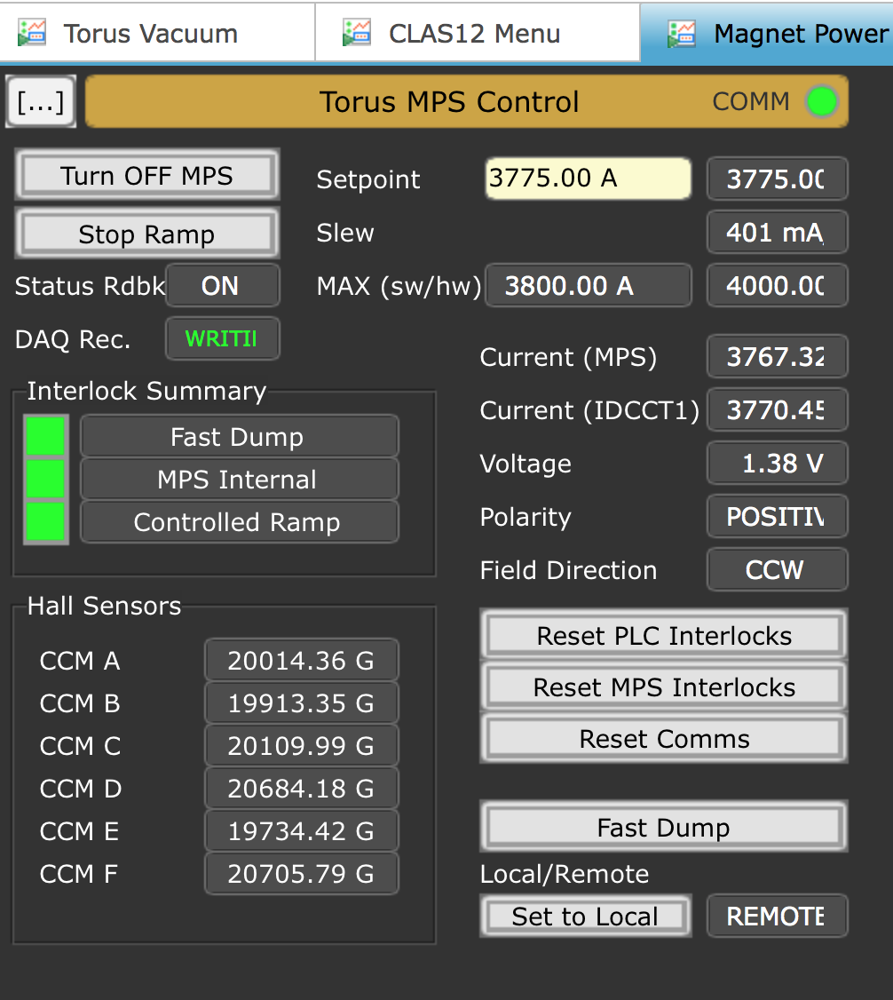 Torus Vacuum CLAS12 Menu Magnet Power
[...] Torus MPS Control COMM
Turn OFF MPS
Stop Ramp
Status Rdbk ON
DAQ Rec. WRITII
Setpoint 3775.00 A 3775.00
Slew 401 mA
MAX (sw/hw) 3800.00 A 4000.00
Interlock Summary
Fast Dump
MPS Internal
Controlled Ramp
Current (MPS) 3767.32
Current (IDCCT1) 3770.45
Voltage 1.38 V
Polarity POSITIV
Field Direction CCW
Hall Sensors
CCM A 20014.36 G
CCM B 19913.35 G
CCM C 20109.99 G
CCM D 20684.18 G
CCM E 19734.42 G
CCM F 20705.79 G
Reset PLC Interlocks
Reset MPS Interlocks
Reset Comms
Fast Dump
Local/Remote
Set to Local REMOTE